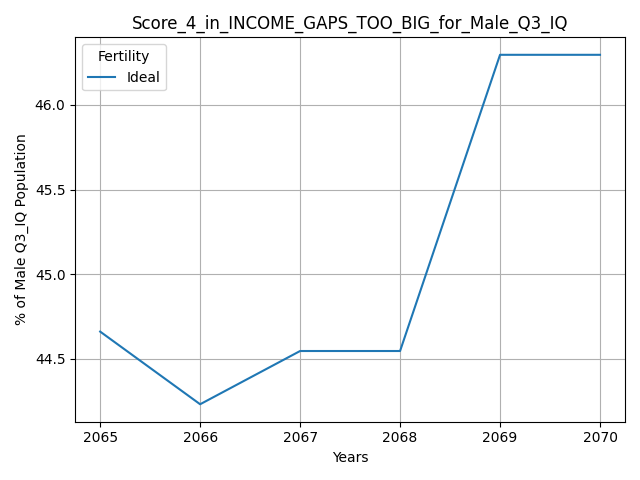 Score_4_in_INCOME_GAPS_TOO_BIG_for_Male_Q3_IQ
Fertility
Ideal
% of Male Q3_IQ Population
46.0
45.5
45.0
44.5
2065 2066 2067 2068 2069 2070
Years